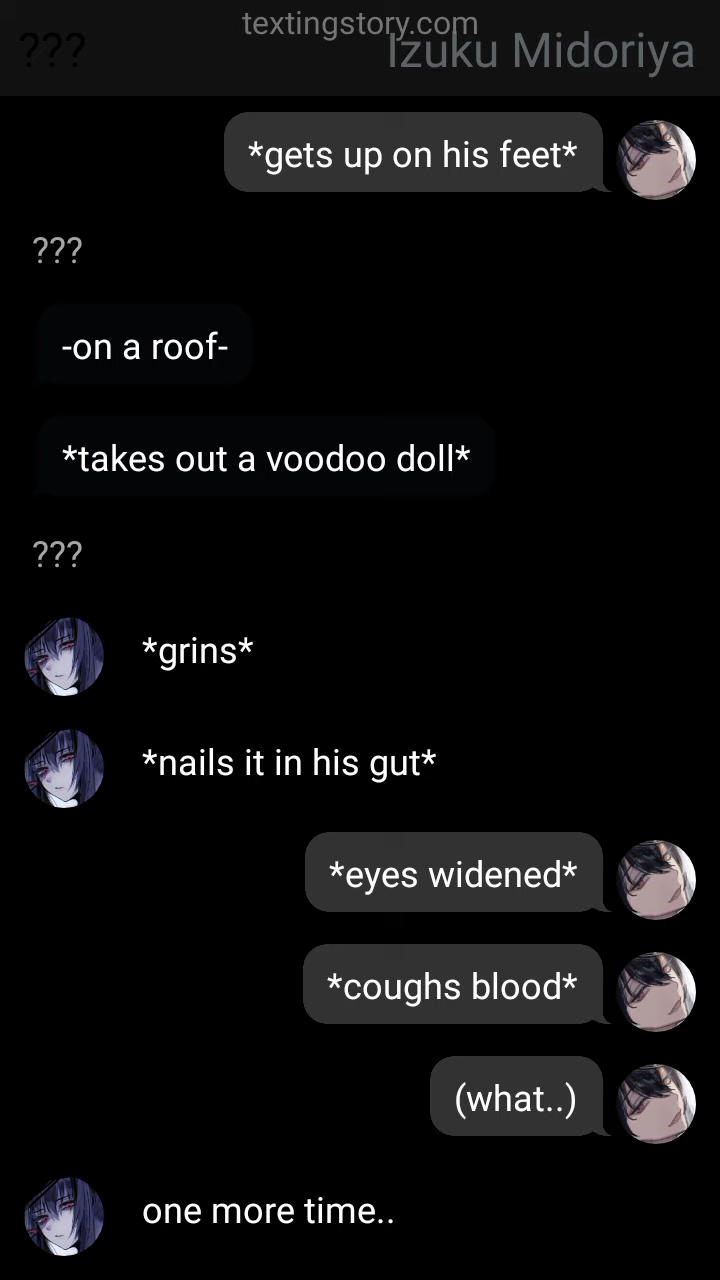 textingstory.com
???
Izuku Midoriya
*gets up on his feet*
???
-on a roof-
*takes out a voodoo doll*
???
*grins*
*nails it in his gut*
*eyes widened*
*coughs blood*
(what..)
one more time..